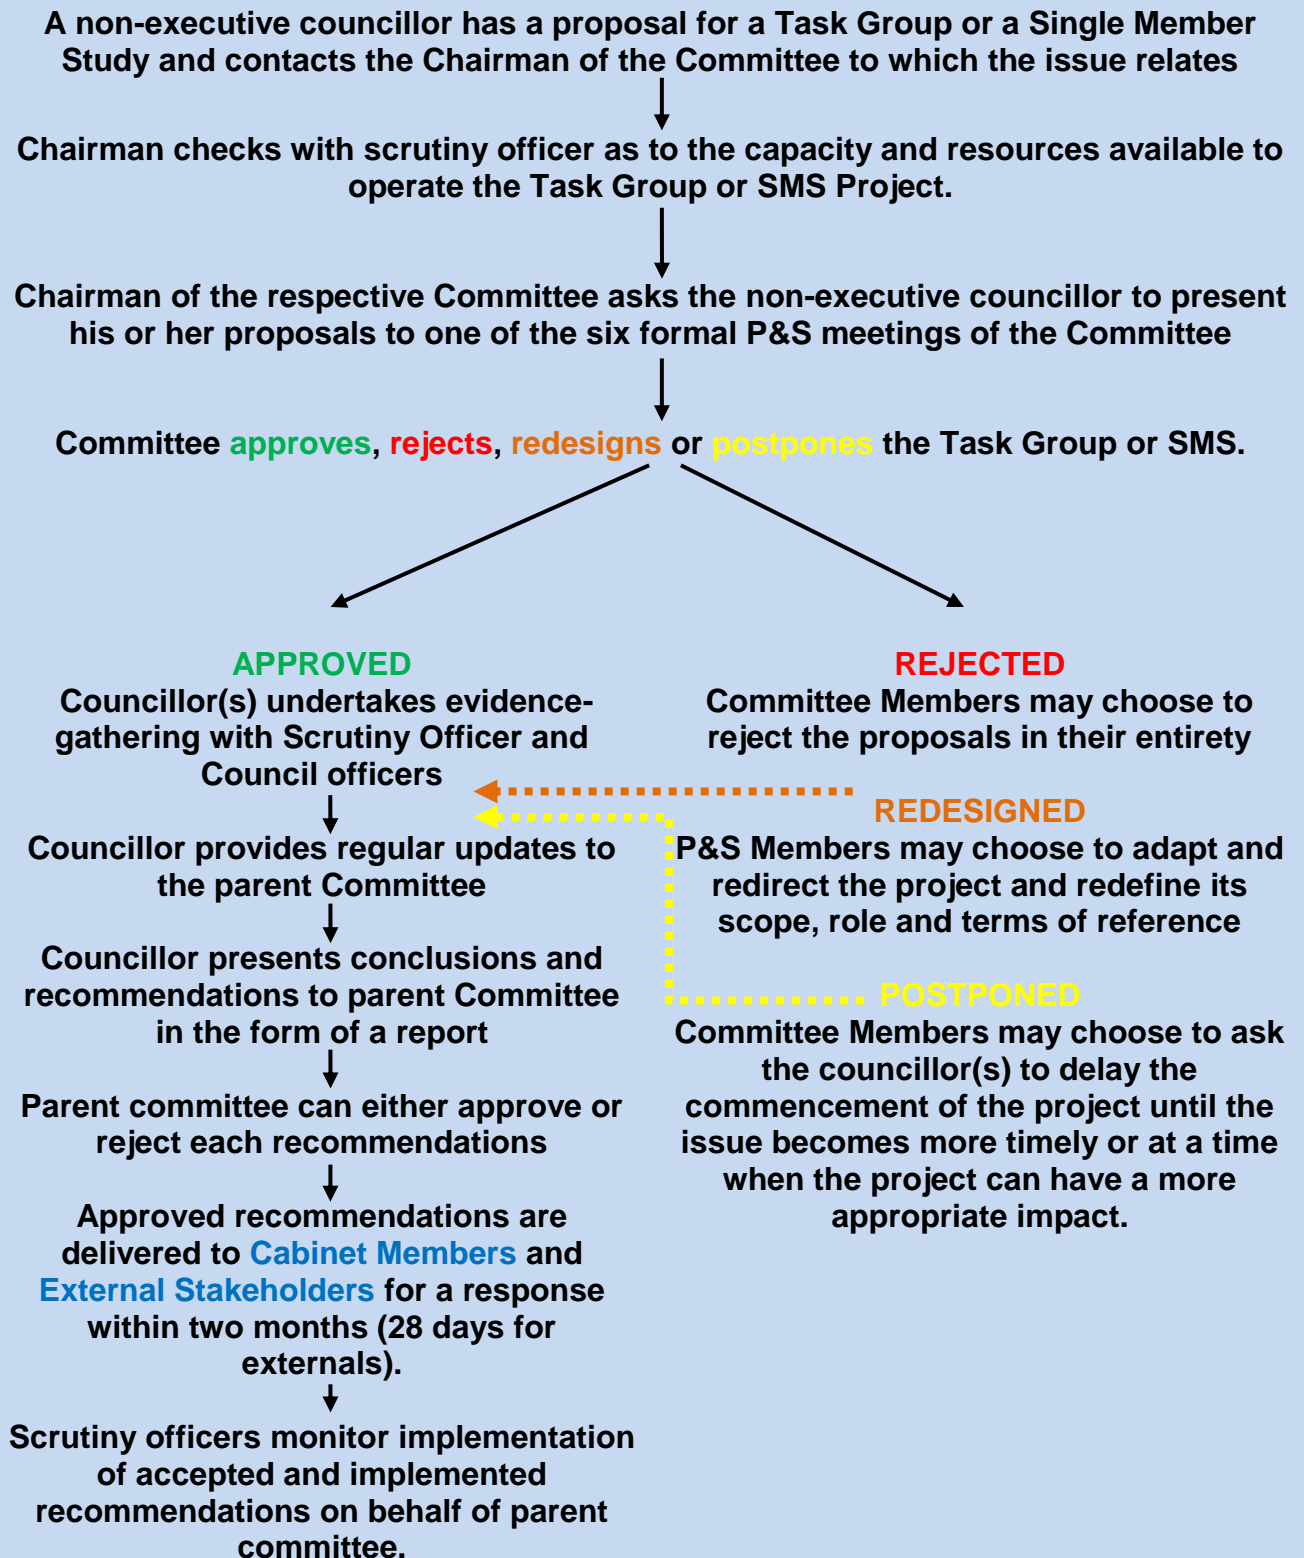 A non-executive councillor has a proposal for a Task Group or a Single Member
Study and contacts the Chairman of the Committee to which the issue relates
Chairman checks with scrutiny officer as to the capacity and resources available to
operate the Task Group or SMS Project.
Chairman of the respective Committee asks the non-executive councillor to present
his or her proposals to one of the six formal P&S meetings of the Committee
Committee approves, rejects, redesigns or postpones the Task Group or SMS.
APPROVED
Councillor(s) undertakes evidence-
gathering with Scrutiny Officer and
Council officers
Councillor provides regular updates to
the parent Committee
Councillor presents conclusions and
recommendations to parent Committee
in the form of a report
Parent committee can either approve or
reject each recommendations
Approved recommendations are
delivered to Cabinet Members and
External Stakeholders for a response
within two months (28 days for
externals).
Scrutiny officers monitor implementation
of accepted and implemented
recommendations on behalf of parent
committee.
REJECTED
Committee Members may choose to
reject the proposals in their entirety
REDESIGNED
P&S Members may choose to adapt and
redirect the project and redefine its
scope, role and terms of reference
POSTPONED
Committee Members may choose to ask
the councillor(s) to delay the
commencement of the project until the
issue becomes more timely or at a time
when the project can have a more
appropriate impact.